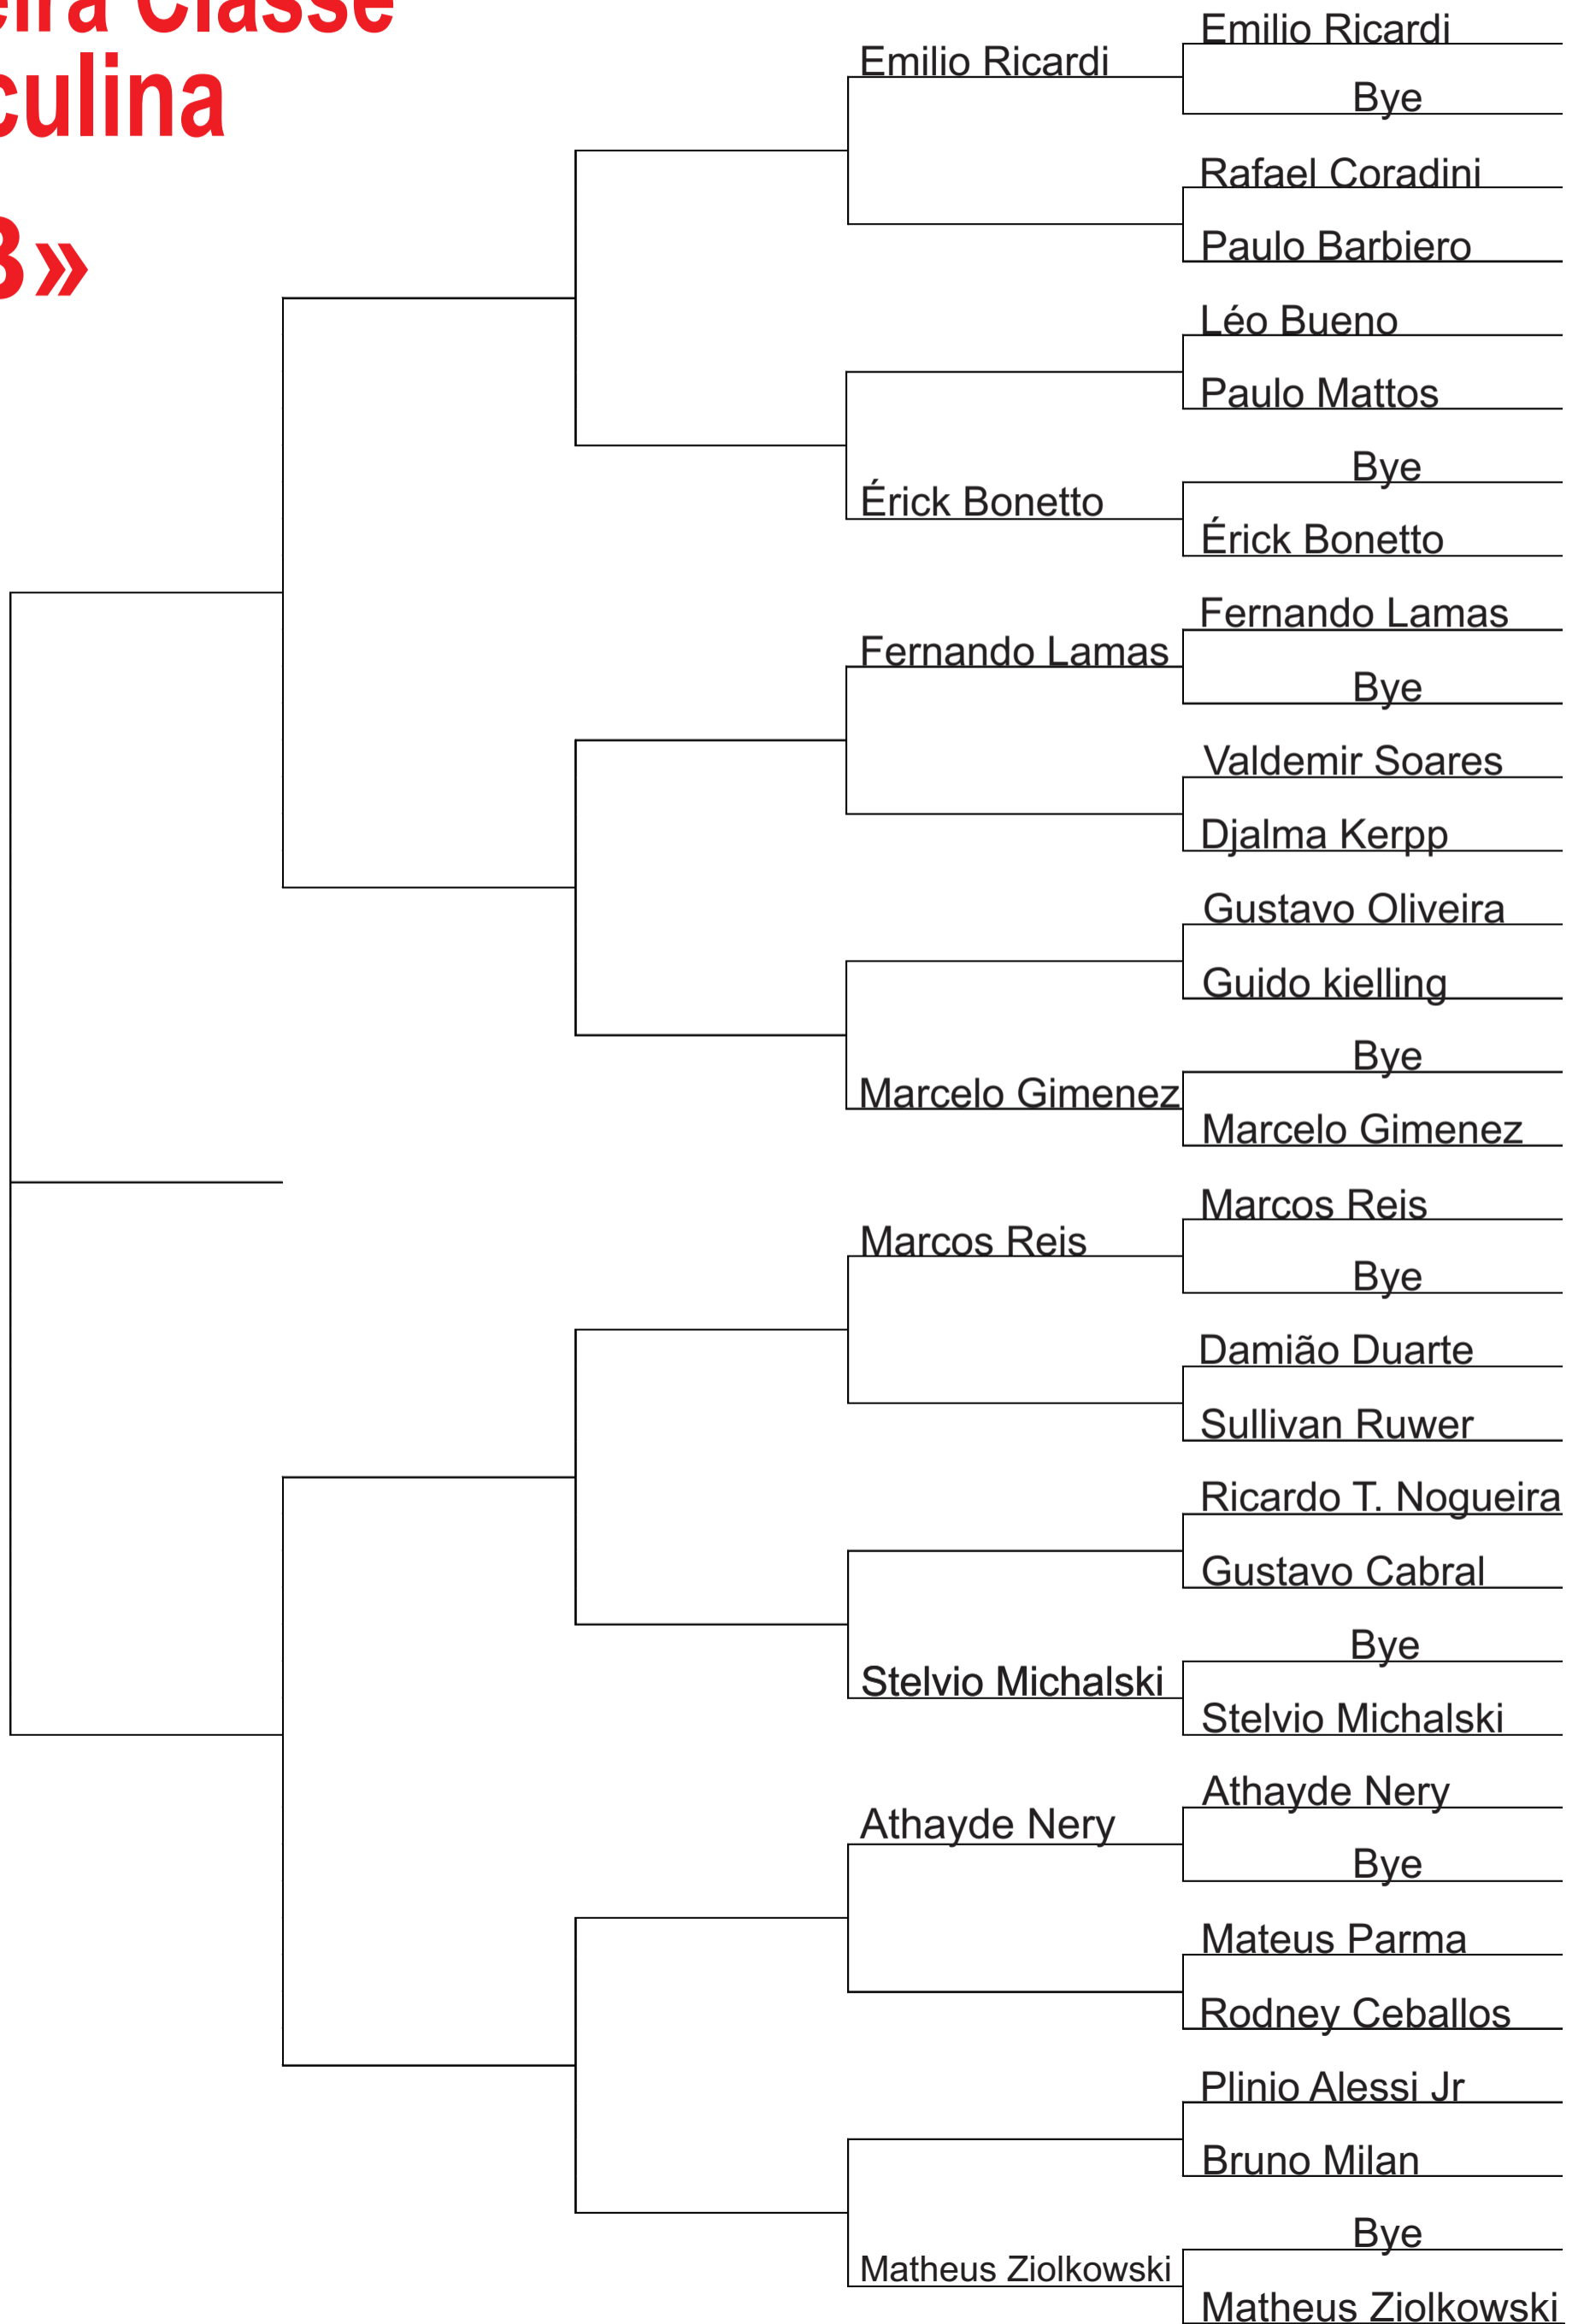 Classe
Emilio Ricardi
Bye
Rafael Coradini
Paulo Barbiero
Léo Bueno
Paulo Mattos
Bye
Érick Bonetto
Fernando Lamas
Bye
Valdemir Soares
Djalma Kerpp
Gustavo Oliveira
Guido kielling
Bye
Marcelo Gimenez
Marcos Reis
Bye
Damião Duarte
Sullivan Ruwer
Ricardo T. Nogueira
Gustavo Cabral
Bye
Stelvio Michalski
Athayde Nery
Bye
Mateus Parma
Rodney Ceballos
Plinio Alessi Jr
Bruno Milan
Bye
Matheus Ziolkowski
Emilio Ricardi
Érick Bonetto
Fernando Lamas
Marcelo Gimenez
Marcos Reis
Stelvio Michalski
Athayde Nery
Matheus Ziolkowski